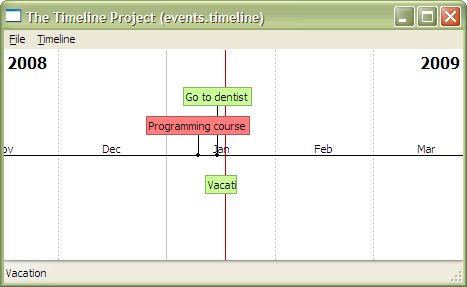 The Timeline Project (events.timeline)
File Timeline
2008 2009
Go to dentist
Programming course
ov Dec Jan Feb Mar
Vacati
Vacation